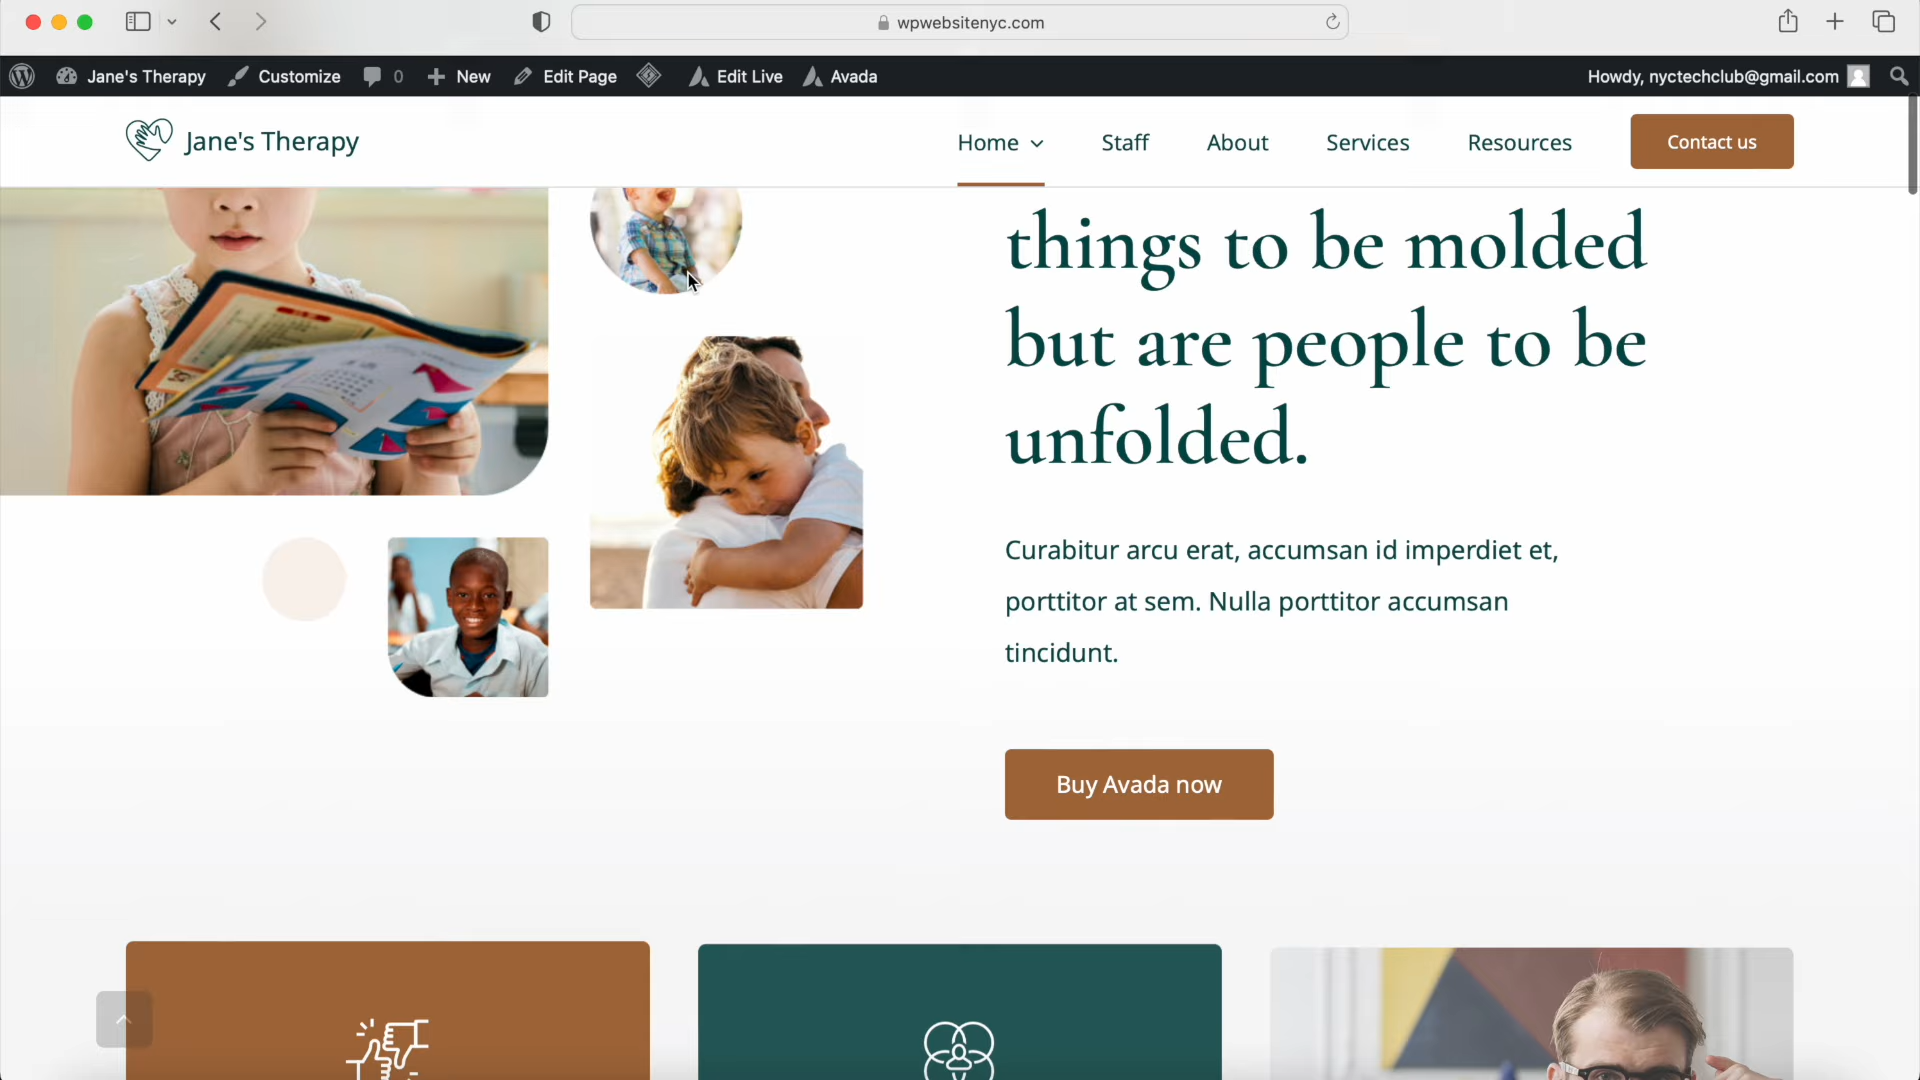 wpwebsitenyc.com
Jane's Therapy Customize 0 New Edit Page Edit Live Avada Howdy, nyctechclub@gmail.com
Jane's Therapy Home Staff About Services Resources Contact us
things to be molded
but are people to be
unfolded.
Curabitur arcu erat, accumsan id imperdiet et,
porttitor at sem. Nulla porttitor accumsan
tincidunt.
Buy Avada now